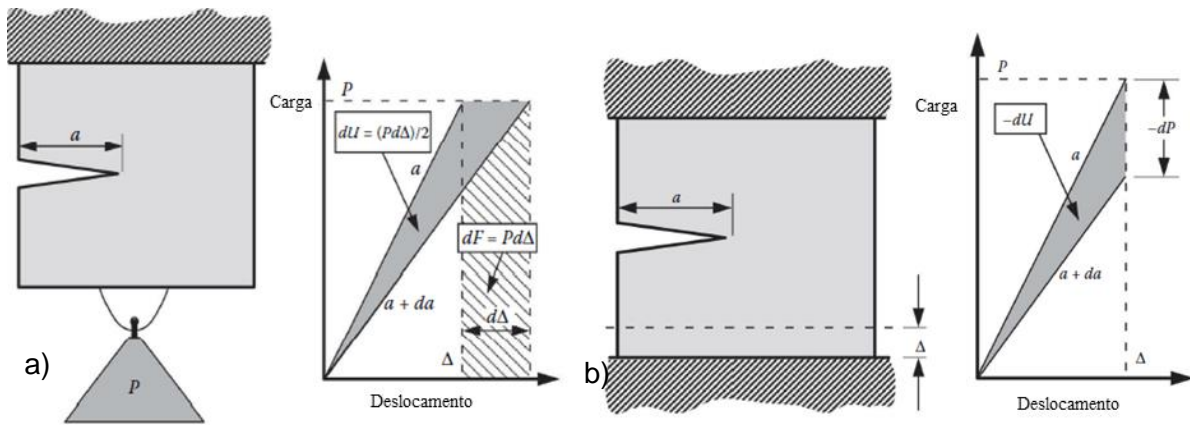 a
P
a)
Carga
P
dU = (PdΔ)/2
a
dF = PdΔ
a + da
dΔ
Δ
Deslocamento
a
Δ
b)
Carga
P
−dU
−dP
a
a + da
Δ
Deslocamento